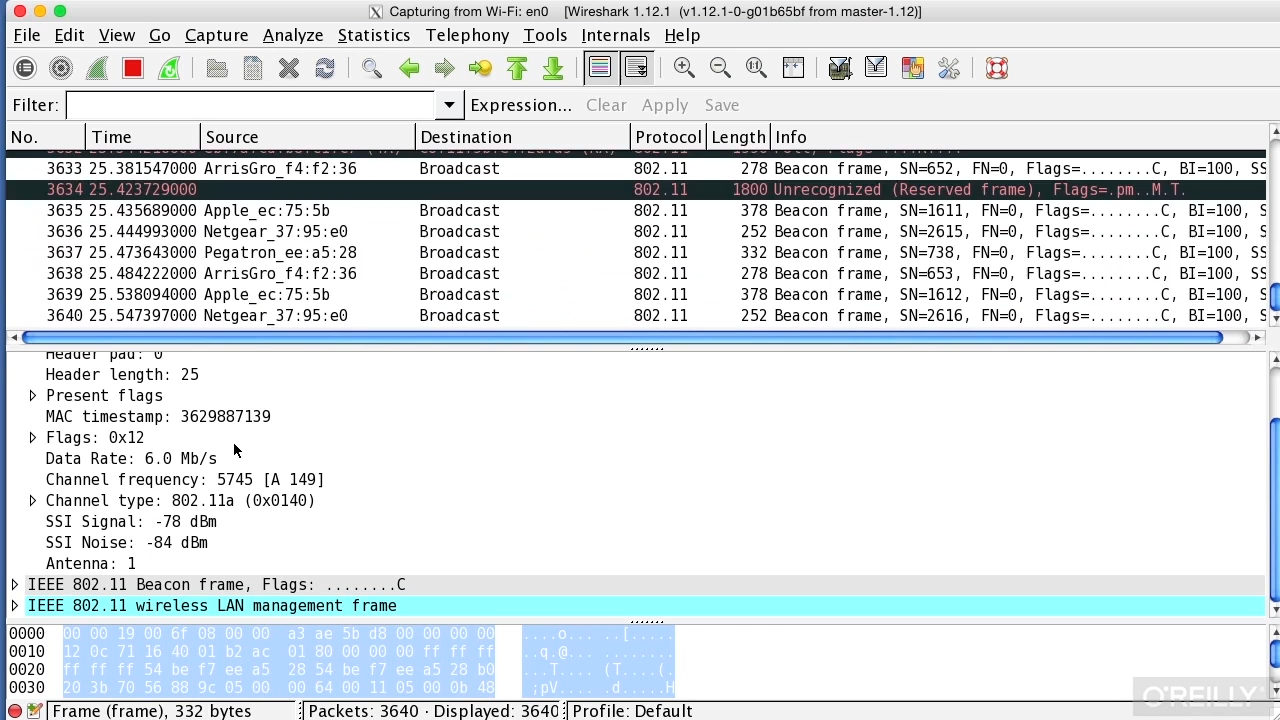 Capturing from Wi-Fi: en0 [Wireshark 1.12.1 (v1.12.1-0-g01b65bf from master-1.12)]
File Edit View Go Capture Analyze Statistics Telephony Tools Internals Help
Filter: Expression... Clear Apply Save
No. Time Source Destination Protocol Length Info
3633 25.381547000 ArrisGro_f4:f2:36 Broadcast 802.11 278 Beacon frame, SN=652, FN=0, Flags=........C, BI=100, SS
3634 25.423729000 802.11 1800 Unrecognized (Reserved frame), Flags=.pm..M.T.
3635 25.435689000 Apple_ec:75:5b Broadcast 802.11 378 Beacon frame, SN=1611, FN=0, Flags=........C, BI=100, S
3636 25.444993000 Netgear_37:95:e0 Broadcast 802.11 252 Beacon frame, SN=2615, FN=0, Flags=........C, BI=100, S
3637 25.473643000 Pegatron_ee:a5:28 Broadcast 802.11 332 Beacon frame, SN=738, FN=0, Flags=........C, BI=100, SS
3638 25.484222000 ArrisGro_f4:f2:36 Broadcast 802.11 278 Beacon frame, SN=653, FN=0, Flags=........C, BI=100, SS
3639 25.538094000 Apple_ec:75:5b Broadcast 802.11 378 Beacon frame, SN=1612, FN=0, Flags=........C, BI=100, S
3640 25.547397000 Netgear_37:95:e0 Broadcast 802.11 252 Beacon frame, SN=2616, FN=0, Flags=........C, BI=100, S
Header pad: 0
Header length: 25
Present flags
MAC timestamp: 3629887139
Flags: 0x12
Data Rate: 6.0 Mb/s
Channel frequency: 5745 [A 149]
Channel type: 802.11a (0x0140)
SSI Signal: -78 dBm
SSI Noise: -84 dBm
Antenna: 1
IEEE 802.11 Beacon frame, Flags: ........C
IEEE 802.11 wireless LAN management frame
0000 00 00 19 00 6f 08 00 00 a3 ae 5b d8 00 00 00 00 ....o... ..[.....
0010 12 0c 71 16 40 01 b2 ac 01 80 00 00 00 ff ff ff ..q.@... ........
0020 ff ff ff 54 be f7 ee a5 28 54 be f7 ee a5 28 b0 ...T.... (T....(.
0030 20 3b 70 56 88 9c 05 00 00 00 64 00 11 05 00 0b 48 ;pV.... .d.....H
Frame (frame), 332 bytes Packets: 3640 · Displayed: 3640 Profile: Default
O'REILLY